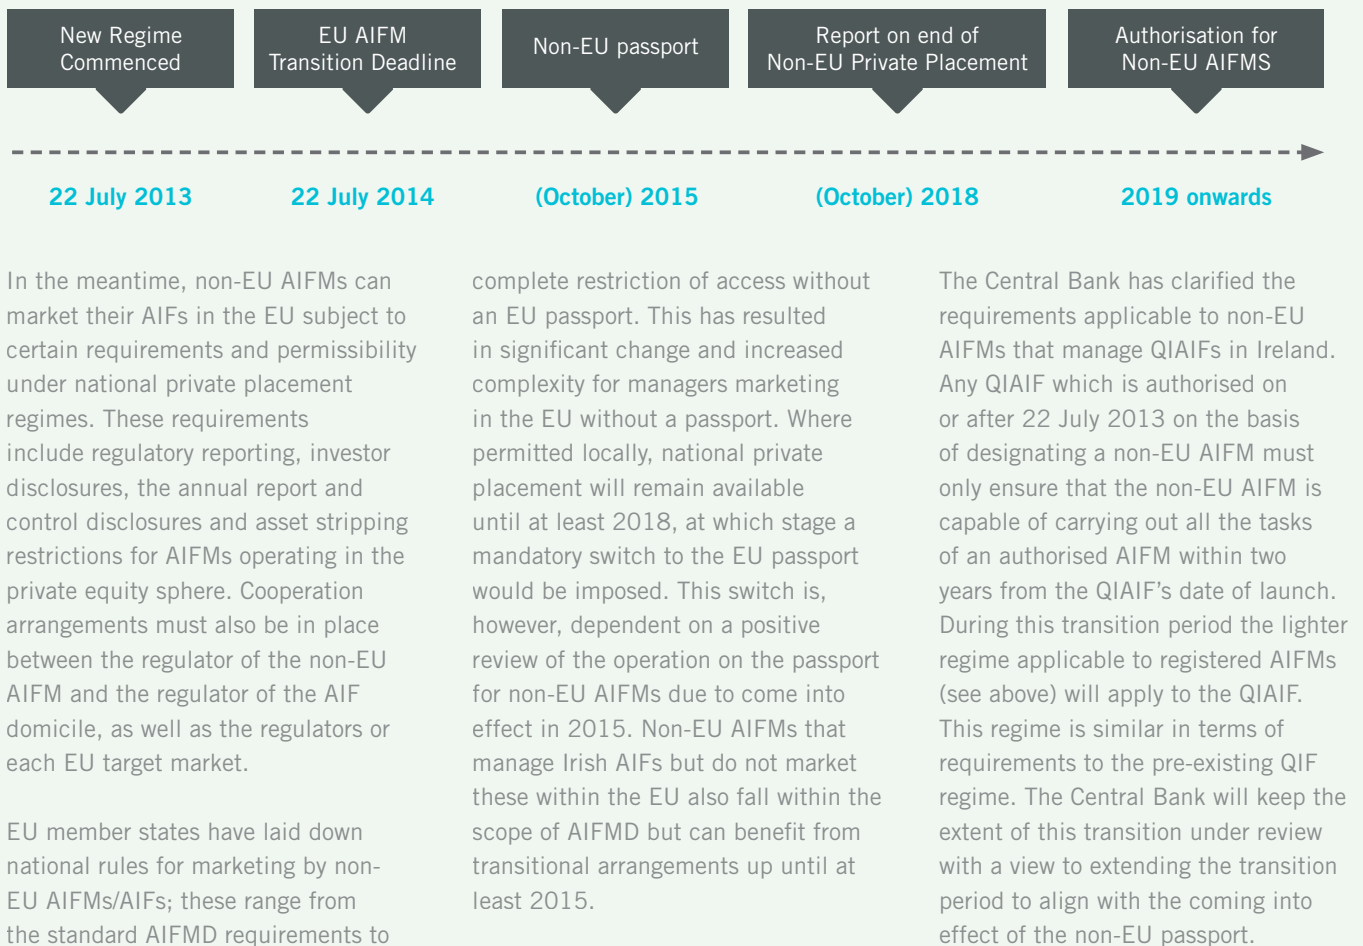 New Regime
Commenced
EU AIFM
Transition Deadline
Non-EU passport
Report on end of
Non-EU Private Placement
Authorisation for
Non-EU AIFMS
22 July 2013
22 July 2014
(October) 2015
(October) 2018
2019 onwards
In the meantime, non-EU AIFMs can
market their AIFs in the EU subject to
certain requirements and permissibility
under national private placement
regimes. These requirements
include regulatory reporting, investor
disclosures, the annual report and
control disclosures and asset stripping
restrictions for AIFMs operating in the
private equity sphere. Cooperation
arrangements must also be in place
between the regulator of the non-EU
AIFM and the regulator of the AIF
domicile, as well as the regulators or
each EU target market.
EU member states have laid down
national rules for marketing by non-
EU AIFMs/AIFs; these range from
the standard AIFMD requirements to
complete restriction of access without
an EU passport. This has resulted
in significant change and increased
complexity for managers marketing
in the EU without a passport. Where
permitted locally, national private
placement will remain available
until at least 2018, at which stage a
mandatory switch to the EU passport
would be imposed. This switch is,
however, dependent on a positive
review of the operation on the passport
for non-EU AIFMs due to come into
effect in 2015. Non-EU AIFMs that
manage Irish AIFs but do not market
these within the EU also fall within the
scope of AIFMD but can benefit from
transitional arrangements up until at
least 2015.
The Central Bank has clarified the
requirements applicable to non-EU
AIFMs that manage QIAIFs in Ireland.
Any QIAIF which is authorised on
or after 22 July 2013 on the basis
of designating a non-EU AIFM must
only ensure that the non-EU AIFM is
capable of carrying out all the tasks
of an authorised AIFM within two
years from the QIAIF's date of launch.
During this transition period the lighter
regime applicable to registered AIFMs
(see above) will apply to the QIAIF.
This regime is similar in terms of
requirements to the pre-existing QIF
regime. The Central Bank will keep the
extent of this transition under review
with a view to extending the transition
period to align with the coming into
effect of the non-EU passport.